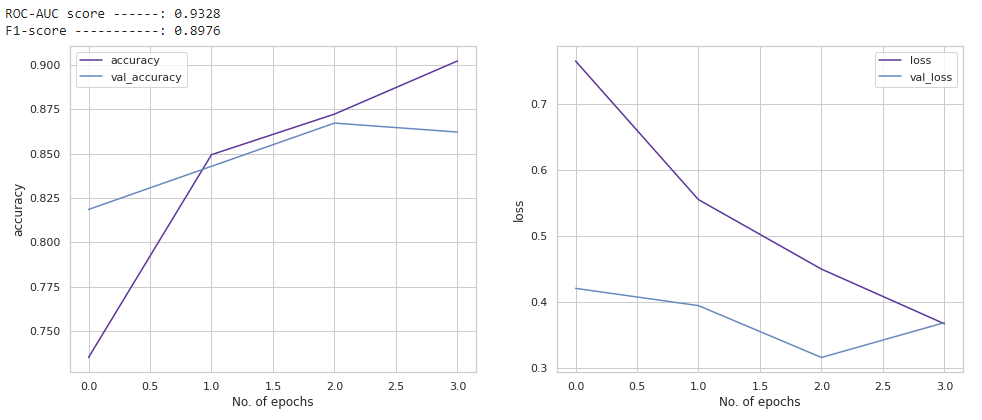 ROC-AUC score ------: 0.9328
F1-score -----------: 0.8976
accuracy
val_accuracy
0.900
0.875
0.850
0.825
0.800
0.775
0.750
accuracy
0.0 0.5 1.0 1.5 2.0 2.5 3.0
No. of epochs
loss
val_loss
0.7
0.6
0.5
0.4
0.3
loss
0.0 0.5 1.0 1.5 2.0 2.5 3.0
No. of epochs